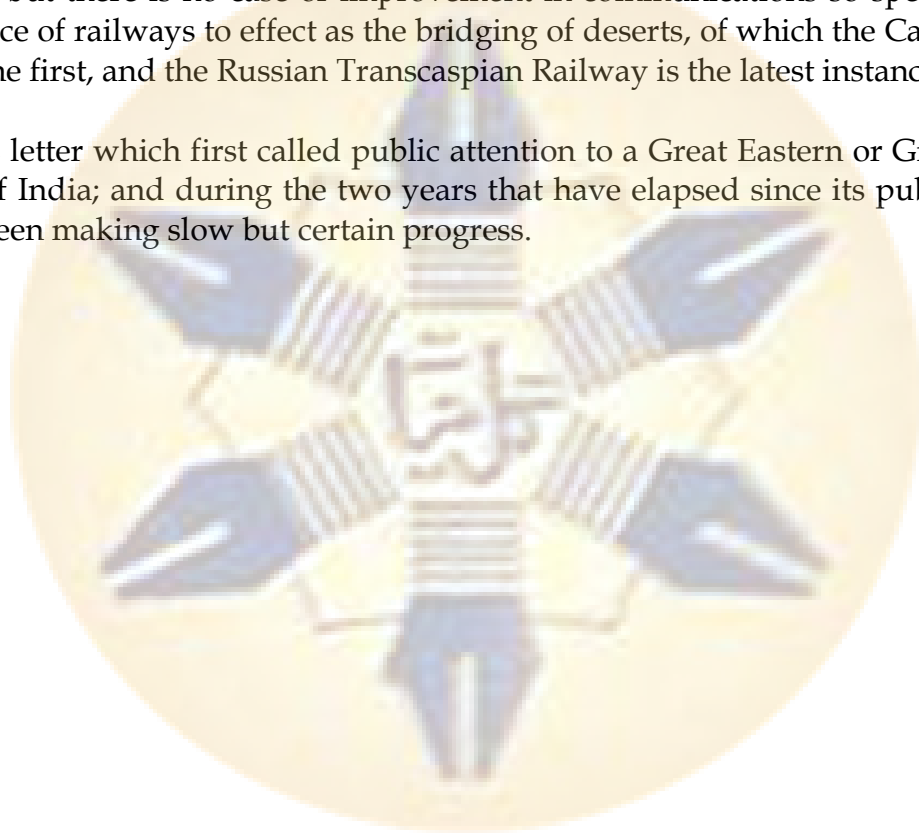 but there is no case of improvement in communications so
ce of railways to effect as the bridging of deserts, of which the Ca
he first, and the Russian Transcaspian Railway is the latest instanc
letter which first called public attention to a Great Eastern or G
f India; and during the two years that have elapsed since its pu
een making slow but certain progress.